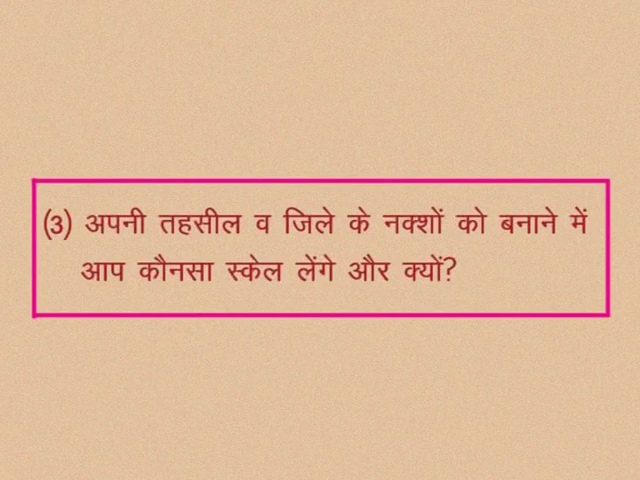 (3) अपनी तहसील व जिले के नक्शों को बनाने में
आप कौनसा स्केल लेंगे और क्यों?